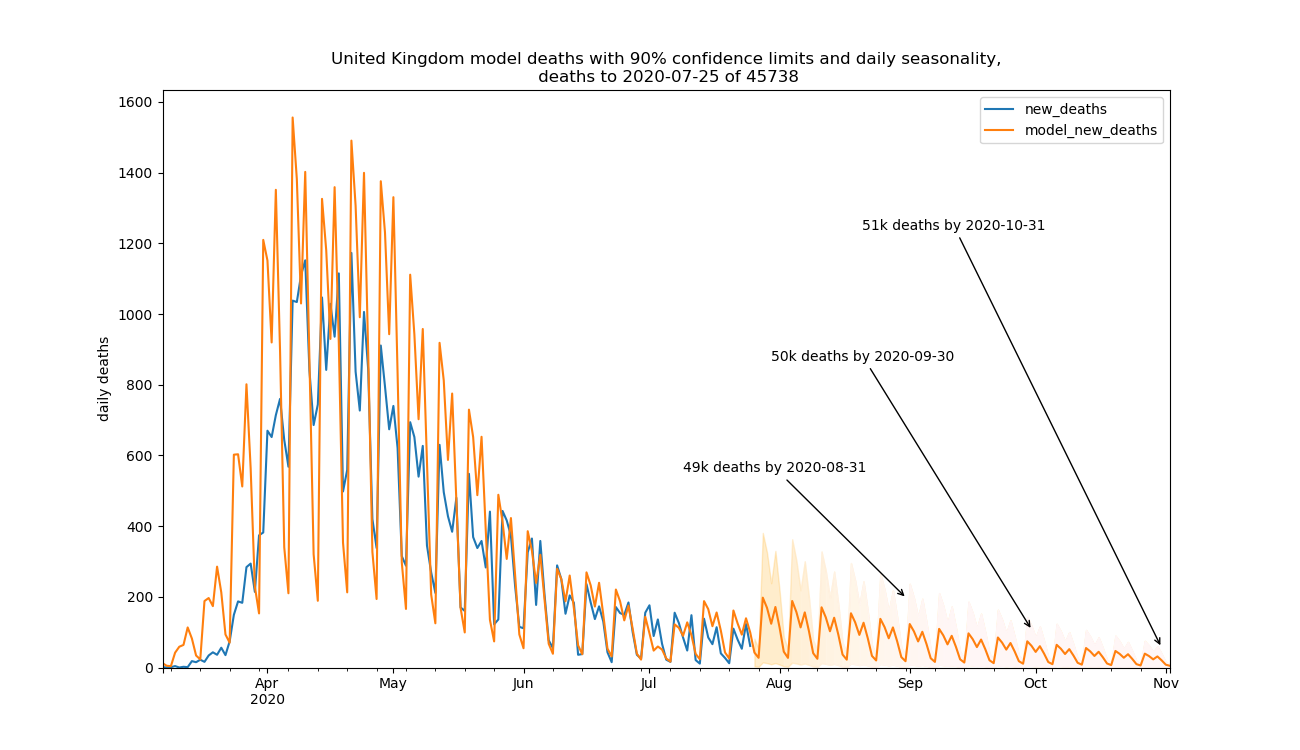 United Kingdom model deaths with 90% confidence limits and daily seasonality,
deaths to 2020-07-25 of 45738
1600
1400
1200
1000
800
600
400
200
0
daily deaths
new_deaths
model_new_deaths
51k deaths by 2020-10-31
50k deaths by 2020-09-30
49k deaths by 2020-08-31
Apr
2020
May
Jun
Jul
Aug
Sep
Oct
Nov